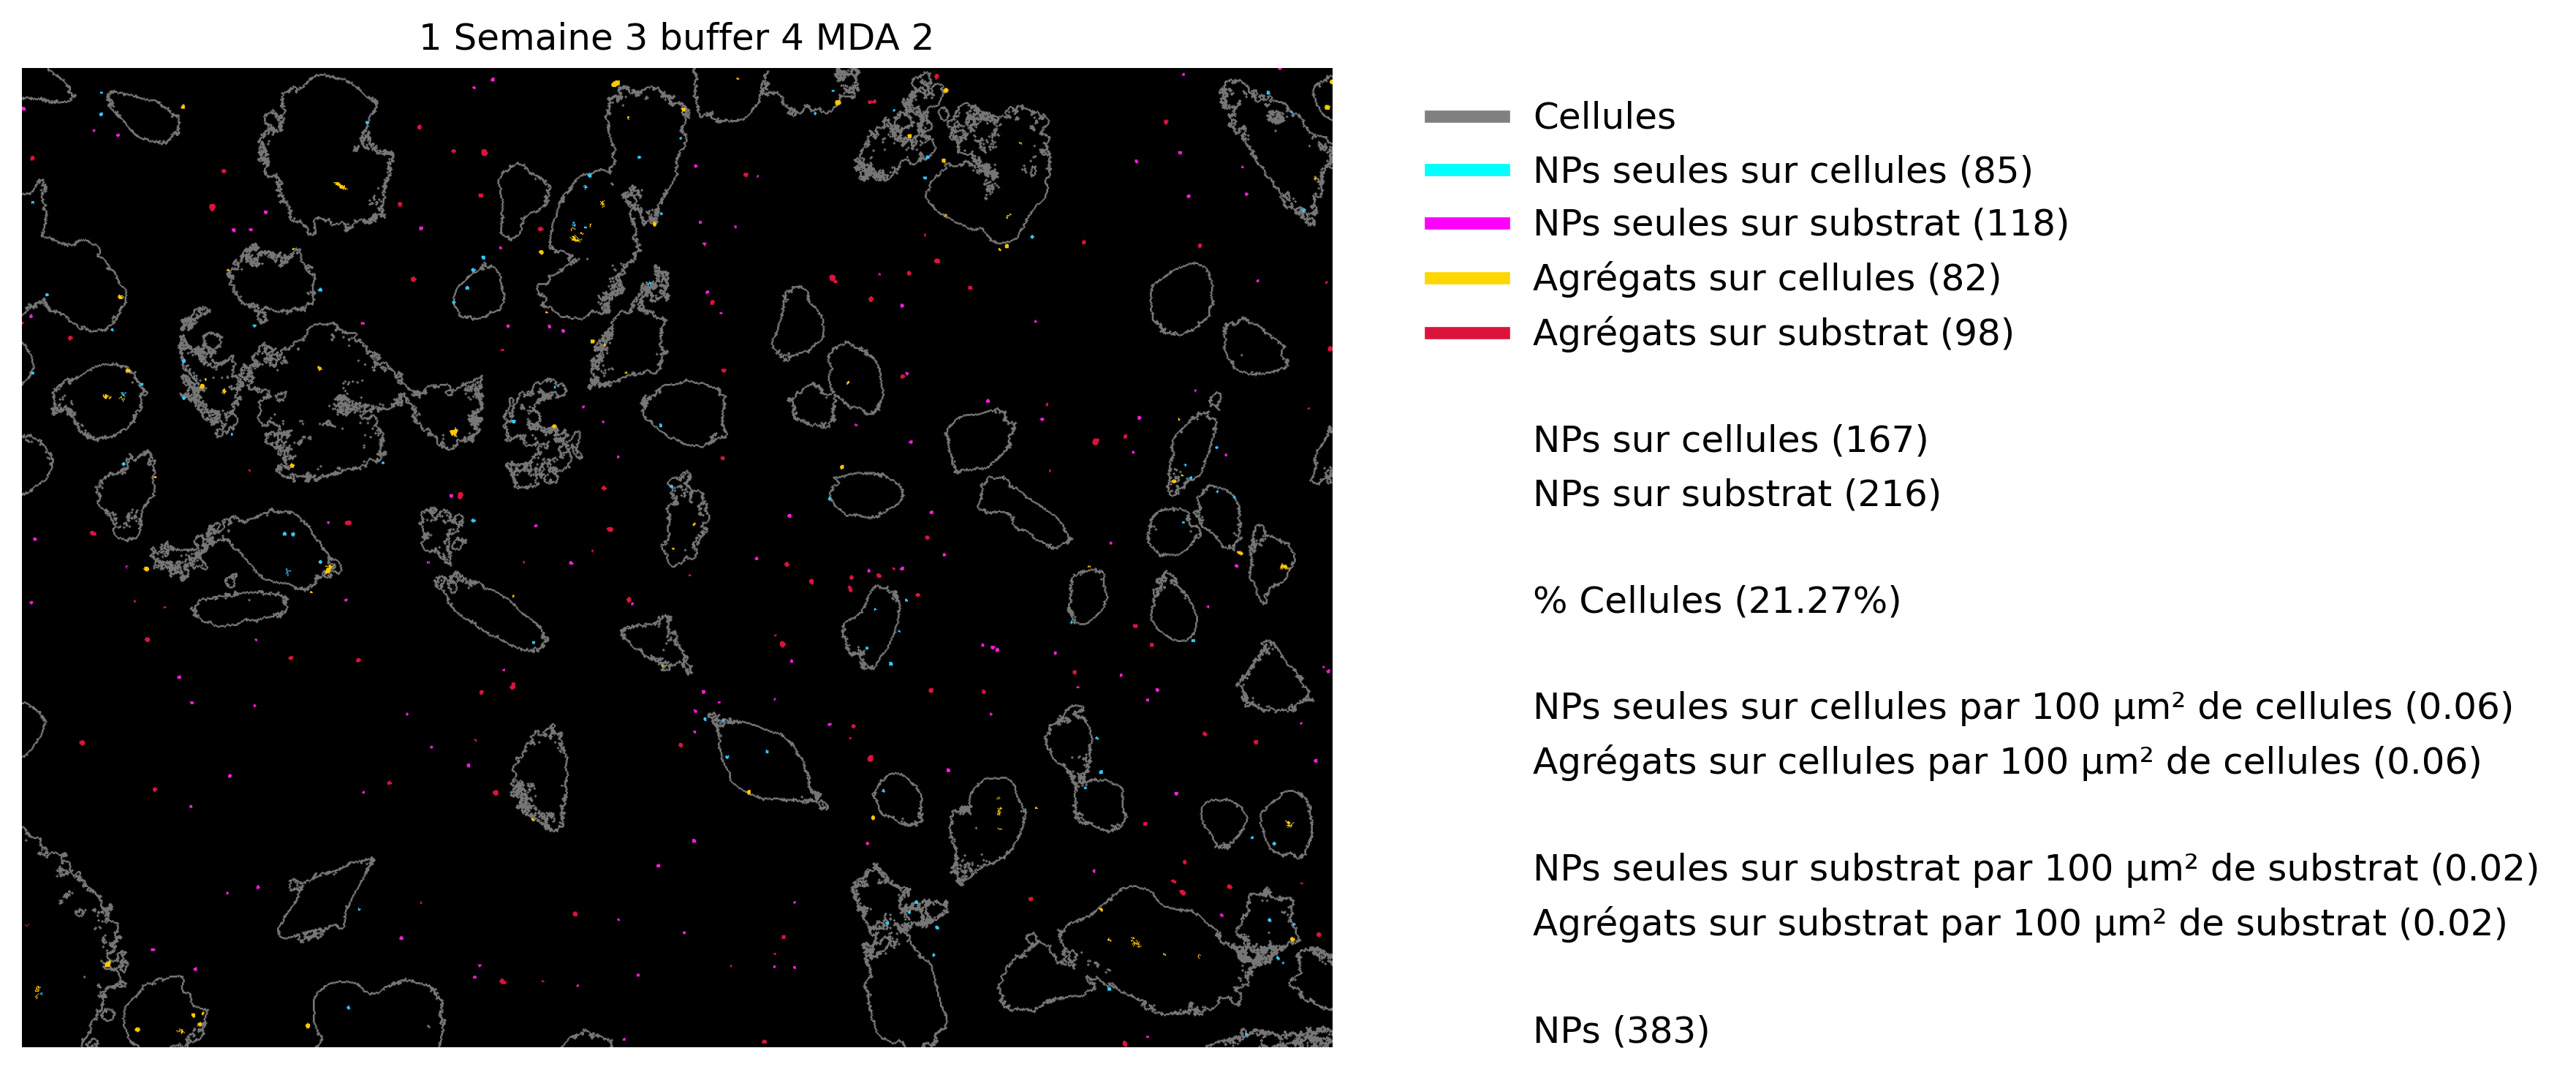 1 Semaine 3 buffer 4 MDA 2
Cellules
NPs seules sur cellules (85)
NPs seules sur substrat (118)
Agrégats sur cellules (82)
Agrégats sur substrat (98)
NPs sur cellules (167)
NPs sur substrat (216)
% Cellules (21.27%)
NPs seules sur cellules par 100 µm² de cellules (0.06)
Agrégats sur cellules par 100 µm² de cellules (0.06)
NPs seules sur substrat par 100 µm² de substrat (0.02)
Agrégats sur substrat par 100 µm² de substrat (0.02)
NPs (383)